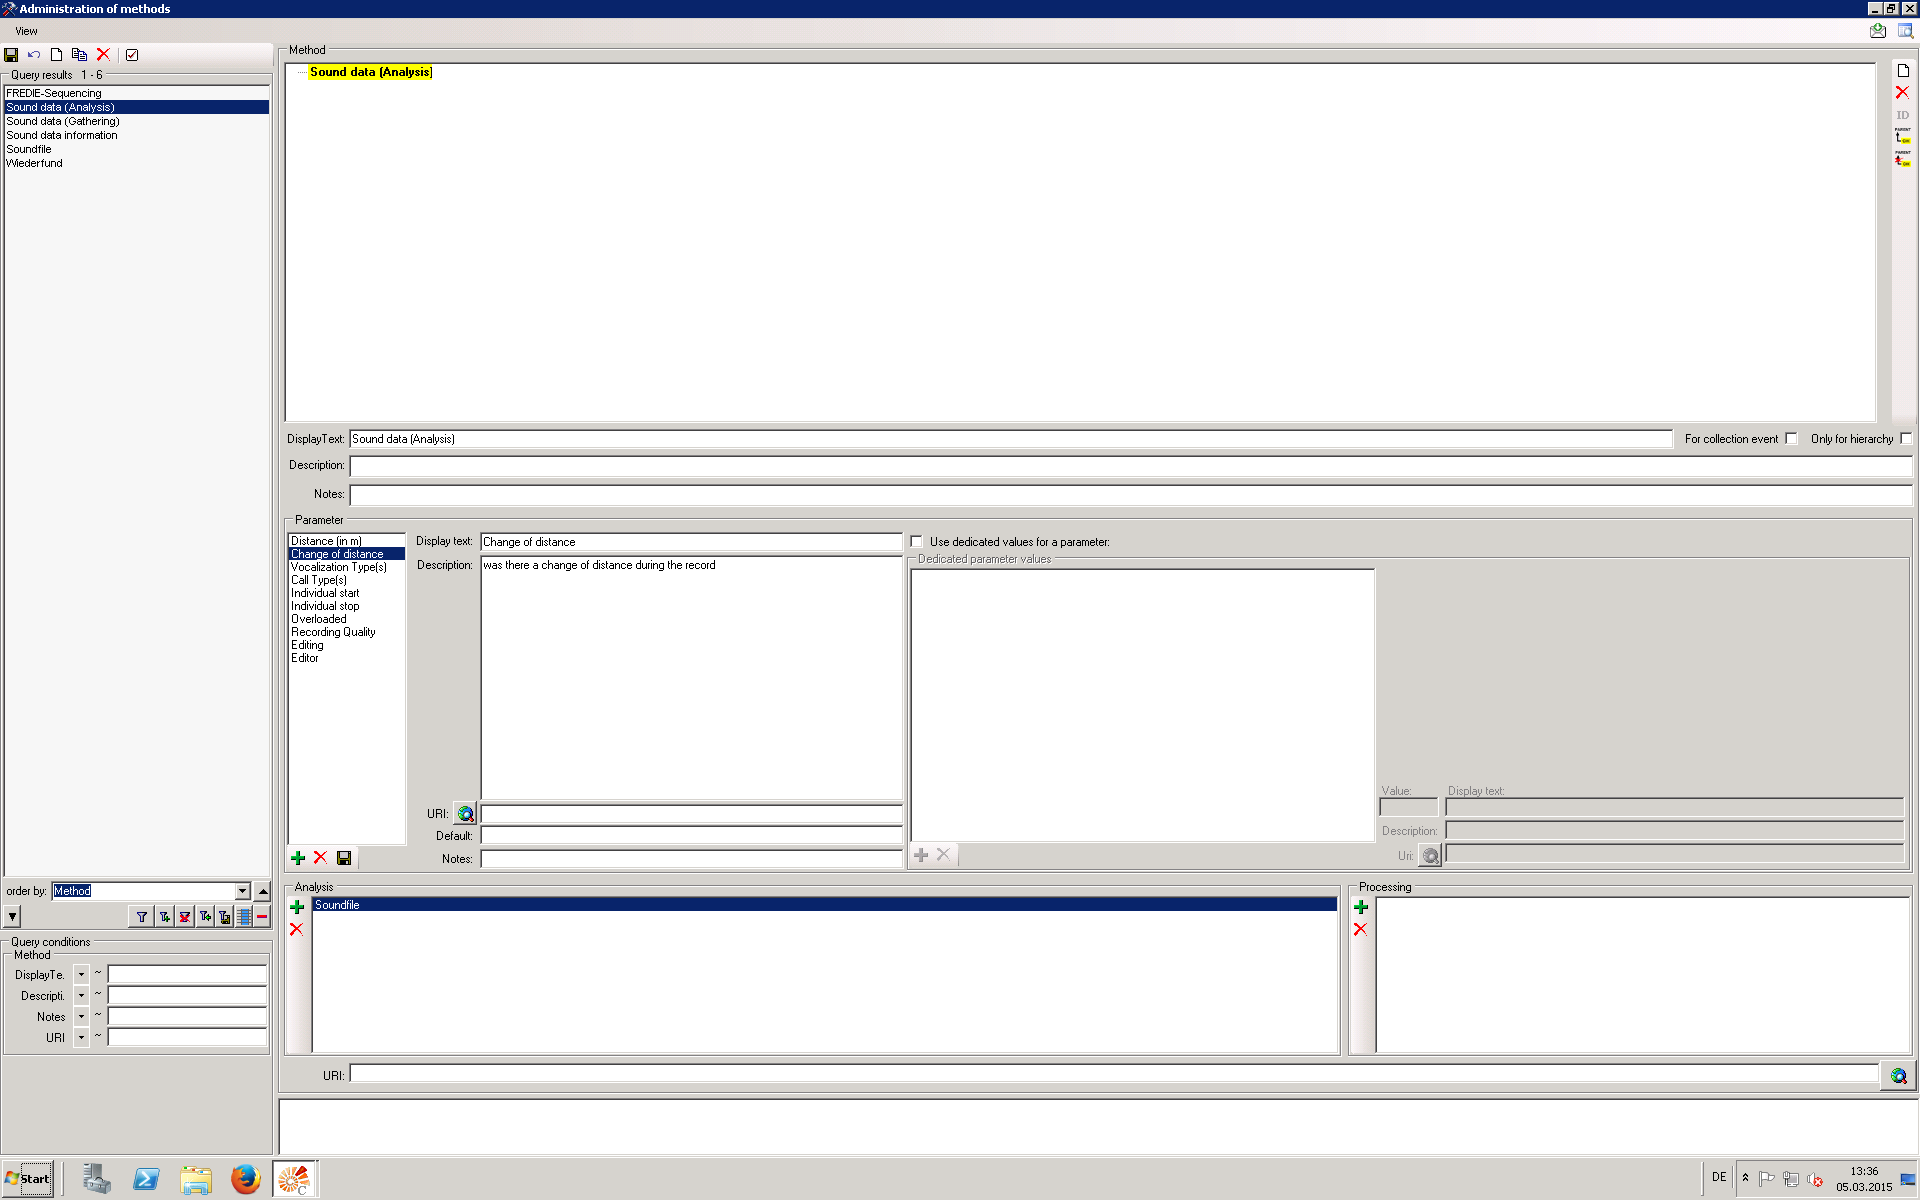 Administration of methods
View
Query results 1 - 6
FREDIE-Sequencing
Sound data (Analysis)
Sound data (Gathering)
Sound data information
Soundfile
Wiederfund
order by: Method
Query conditions
Method
DisplayTe. ~
Descripti. ~
Notes ~
URI ~
Method
Sound data (Analysis)
ID
PARENT
PARENT
DisplayText: Sound data (Analysis)
For collection event
Only for hierarchy
Description:
Notes:
Parameter
Distance (in m)
Change of distance
Vocalization Type(s)
Call Type(s)
Individual start
Individual stop
Overloaded
Recording Quality
Editing
Editor
Display text: Change of distance
Description: was there a change of distance during the record
URI:
Default:
Notes:
Use dedicated values for a parameter:
Dedicated parameter values
Value: Display text:
Description:
Uri:
Analysis
Soundfile
Processing
URI:
Start
C
DE
13:36
05.03.2015